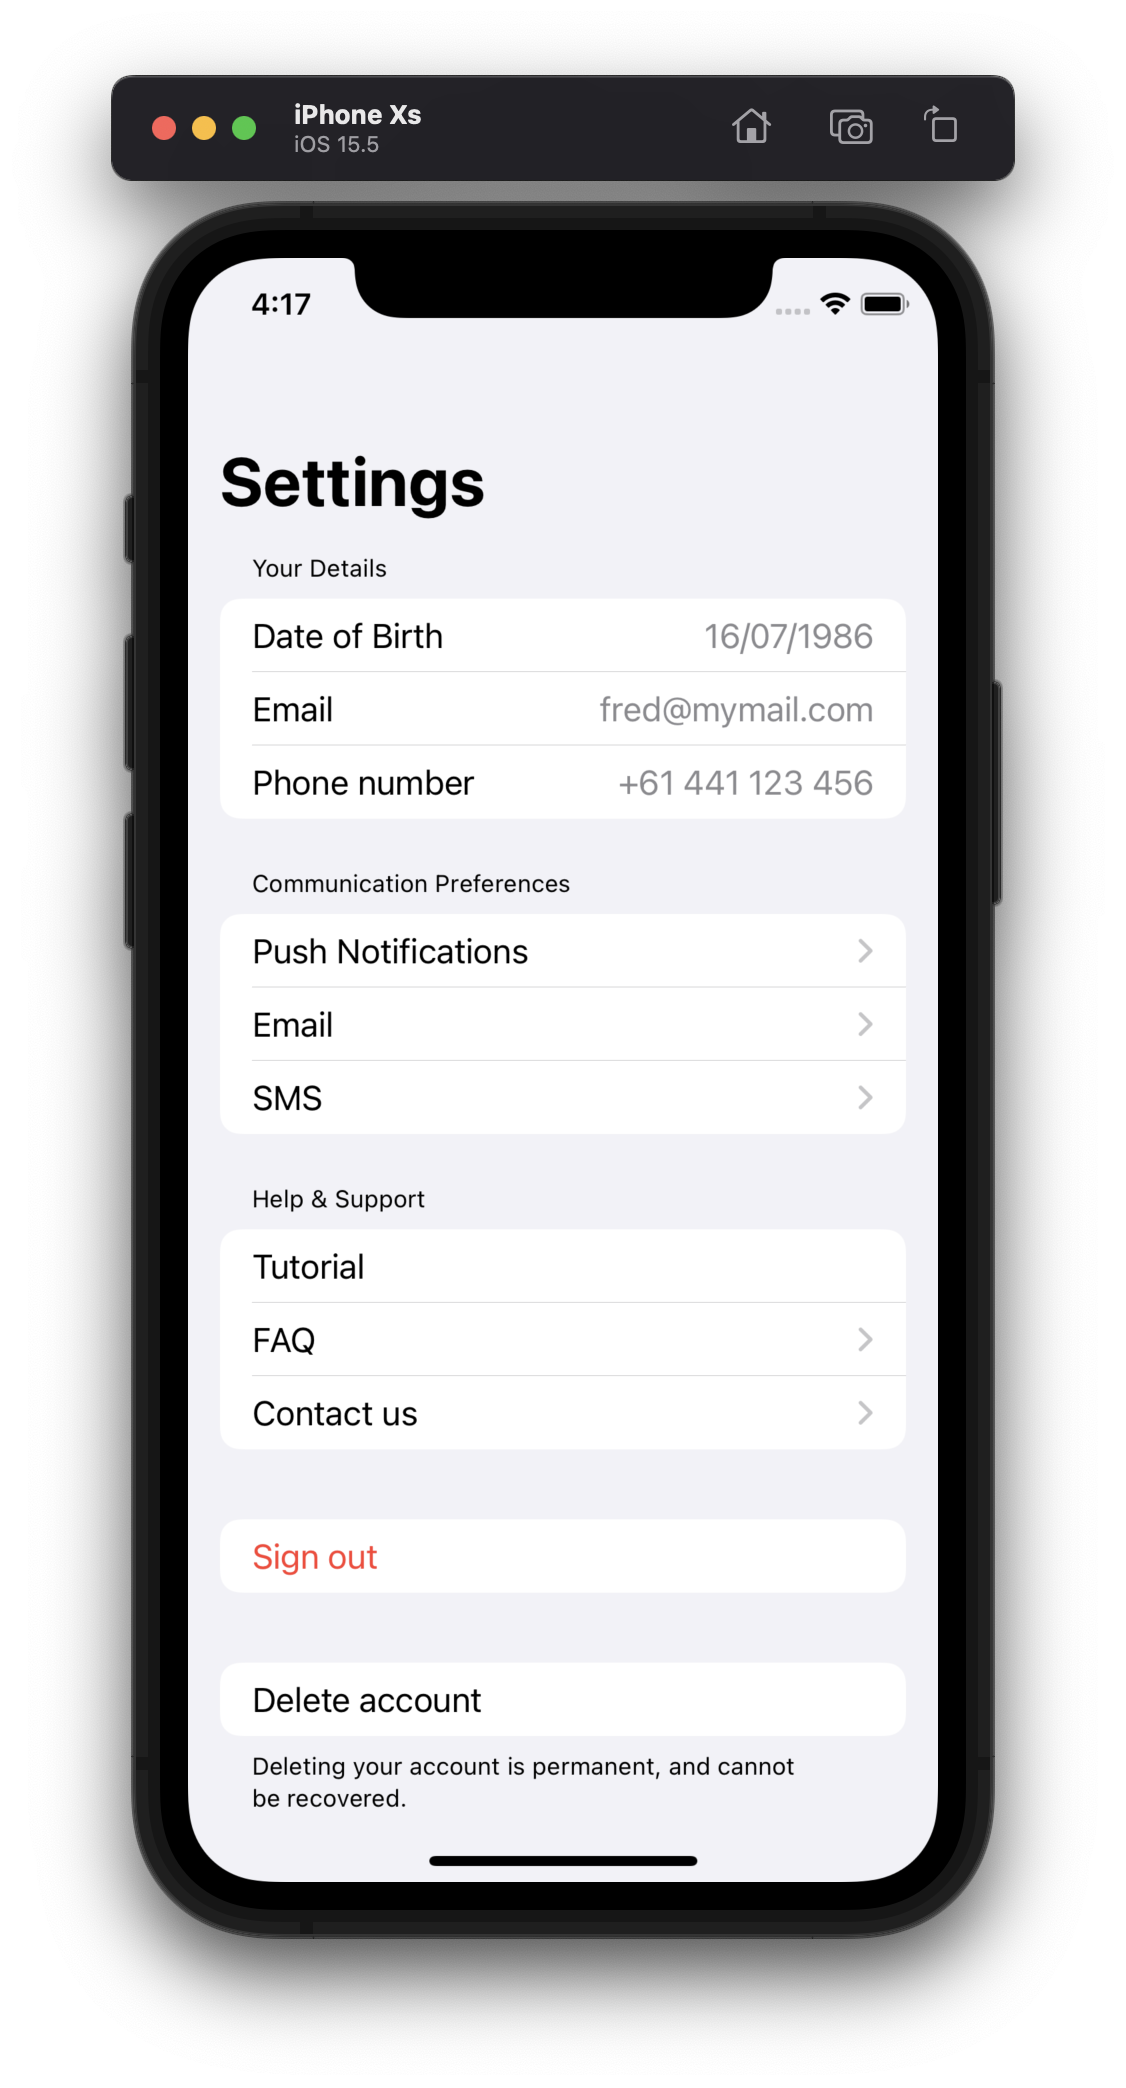 iPhone Xs
iOS 15.5
4:17
Settings
Your Details
Date of Birth 16/07/1986
Email fred@mymail.com
Phone number +61 441 123 456
Communication Preferences
Push Notifications
Email
SMS
Help & Support
Tutorial
FAQ
Contact us
Sign out
Delete account
Deleting your account is permanent, and cannot
be recovered.